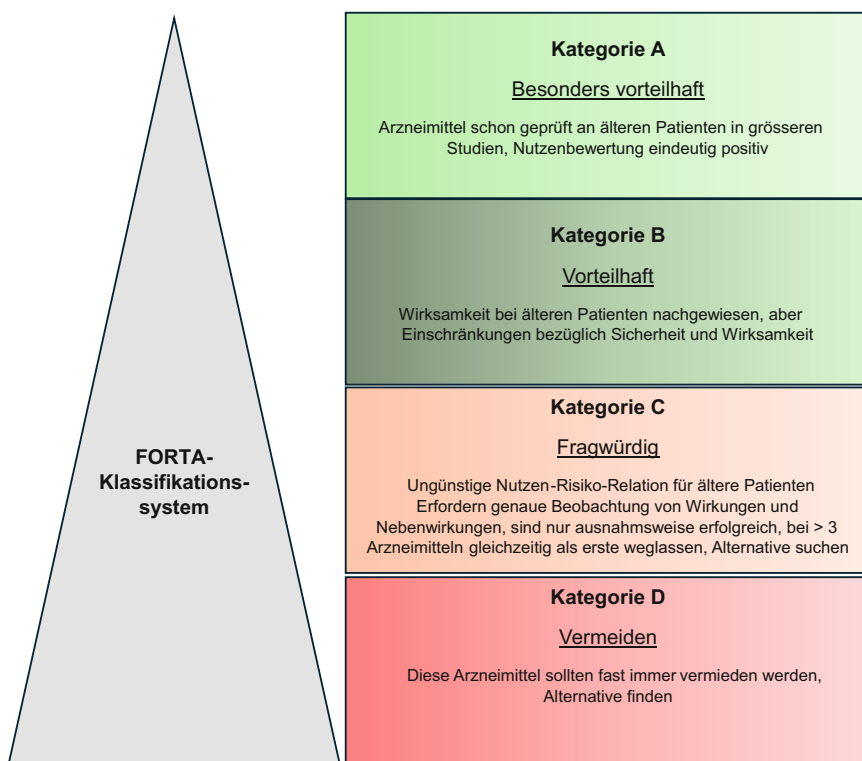 Kategorie A
Besonders vorteilhaft
Arzneimittel schon geprüft an älteren Patienten in grösseren
Studien, Nutzenbewertung eindeutig positiv
Kategorie B
Vorteilhaft
Wirksamkeit bei älteren Patienten nachgewiesen, aber
Einschränkungen bezüglich Sicherheit und Wirksamkeit
Kategorie C
Fragwürdig
Ungünstige Nutzen-Risiko-Relation für ältere Patienten
Erfordern genaue Beobachtung von Wirkungen und
Nebenwirkungen, sind nur ausnahmsweise erfolgreich, bei > 3
Arzneimitteln gleichzeitig als erste weglassen, Alternative suchen
Kategorie D
Vermeiden
Diese Arzneimittel sollten fast immer vermieden werden,
Alternative finden
FORTA-
Klassifikations-
system